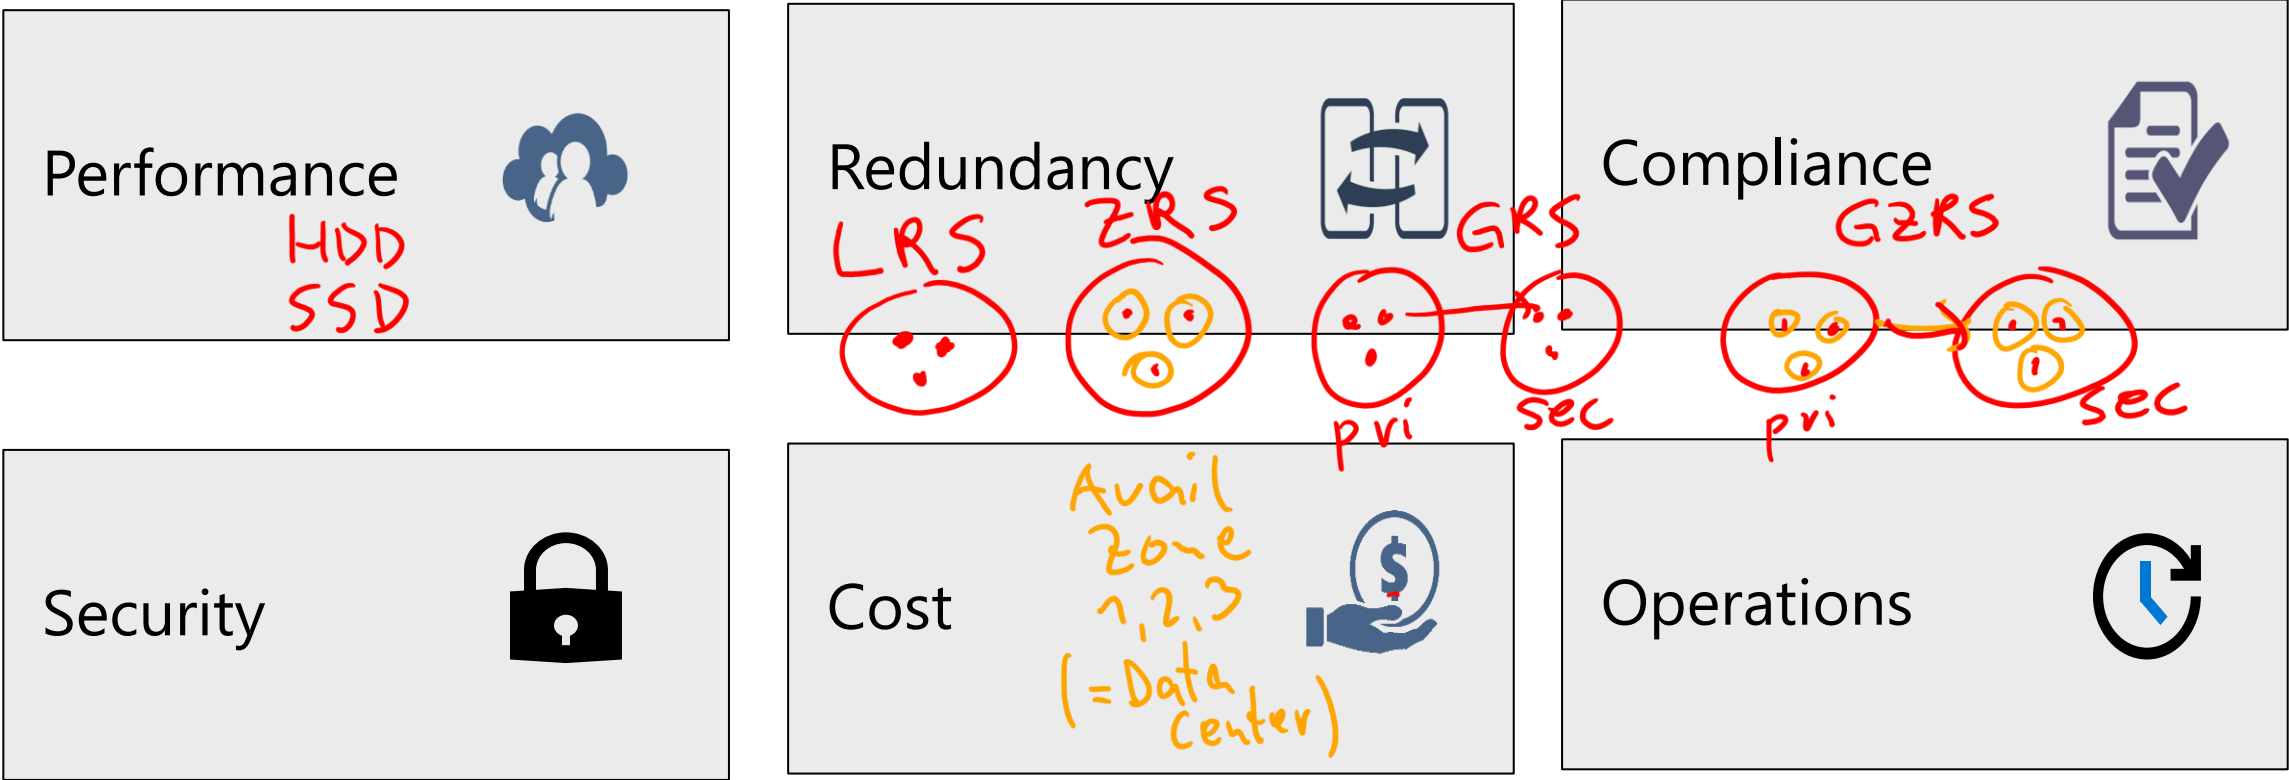 Performance
HDD
SSD
Redundancy
LRS
ZRS
GRS
pri
sec
Compliance
GZRS
pri
sec
Security
Cost
$
Avail
Zone
1,2,3
(=Data
Center)
Operations